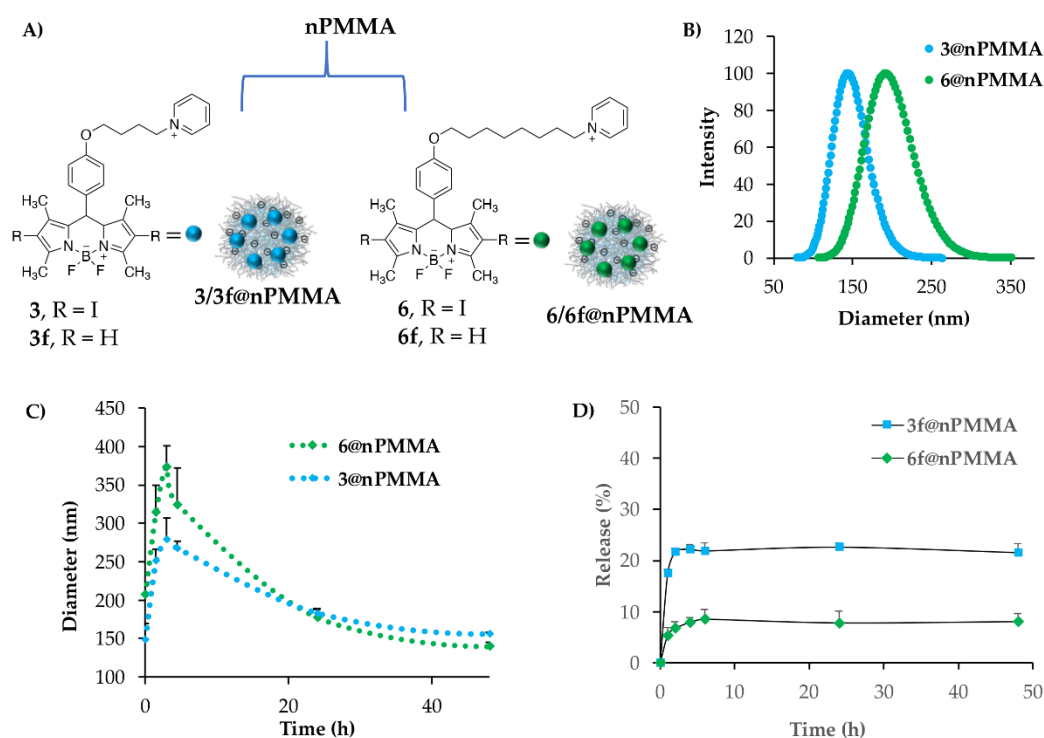 A)
nPMMA
N
+
O
H₃C
CH₃
R
R
N
N
B
-
+
H₃C
F
F
CH₃
=
3/3f@nPMMA
3, R = I
3f, R = H
N
+
O
H₃C
CH₃
R
R
N
N
B
-
+
H₃C
F
F
CH₃
=
6/6f@nPMMA
6, R = I
6f, R = H
B)
120
100
80
60
40
20
0
Intensity
3@nPMMA
6@nPMMA
50
150
250
350
Diameter (nm)
C)
450
400
350
300
250
200
150
100
Diameter (nm)
6@nPMMA
3@nPMMA
0
20
40
Time (h)
D)
50
40
30
20
10
0
Release (%)
3f@nPMMA
6f@nPMMA
0
10
20
30
40
50
Time (h)